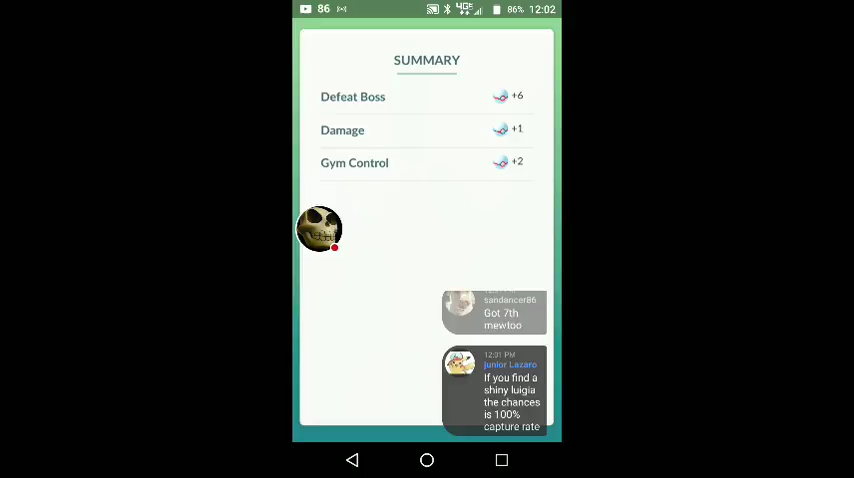 86 4GE 86% 12:02
SUMMARY
Defeat Boss +6
Damage +1
Gym Control +2
sandancer86
Got 7th
mewtoo
12:01 PM
Junior Lazaro
If you find a
shiny luigia
the chances
is 100%
capture rate